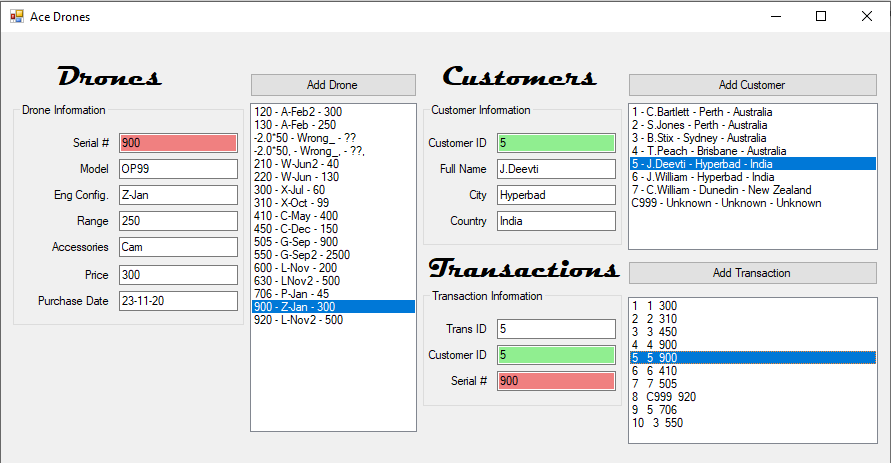 Ace Drones
Drones
Add Drone
Drone Information
Serial # 900
Model OP99
Eng Config. Z-Jan
Range 250
Accessories Cam
Price 300
Purchase Date 23-11-20
120 - A-Feb2 - 300
130 - A-Feb - 250
-2.0*50 - Wrong_ - ??
-2.0*50, - Wrong_, - ??,
210 - W-Jun2 - 40
220 - W-Jun - 130
300 - X-Jul - 60
310 - X-Oct - 99
410 - C-May - 400
450 - C-Dec - 150
505 - G-Sep - 900
550 - G-Sep2 - 2500
600 - L-Nov - 200
630 - LNov2 - 500
706 - P-Jan - 45
900 - Z-Jan - 300
920 - L-Nov2 - 500
Customers
Add Customer
Customer Information
Customer ID 5
Full Name J.Deevti
City Hyperbad
Country India
1 - C.Bartlett - Perth - Australia
2 - S.Jones - Perth - Australia
3 - B.Stix - Sydney - Australia
4 - T.Peach - Brisbane - Australia
5 - J.Deevti - Hyperbad - India
6 - J.William - Hyperbad - India
7 - C.William - Dunedin - New Zealand
C999 - Unknown - Unknown - Unknown
Transactions
Add Transaction
Transaction Information
Trans ID 5
Customer ID 5
Serial # 900
1 1 300
2 2 310
3 3 450
4 4 900
5 5 900
6 6 410
7 7 505
8 C999 920
9 5 706
10 3 550